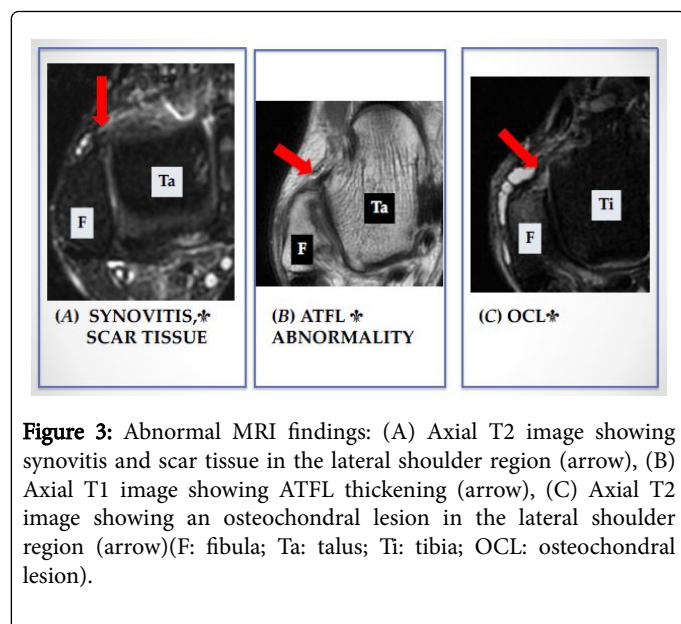 Ta
F
(A) SYNOVITIS,⚜
SCAR TISSUE
Ta
F
(B) ATFL ⚜
ABNORMALITY
Ti
F
(C) OCL⚜
Figure 3: Abnormal MRI findings: (A) Axial T2 image showing
synovitis and scar tissue in the lateral shoulder region (arrow), (B)
Axial T1 image showing ATFL thickening (arrow), (C) Axial T2
image showing an osteochondral lesion in the lateral shoulder
region (arrow)(F: fibula; Ta: talus; Ti: tibia; OCL: osteochondral
lesion).